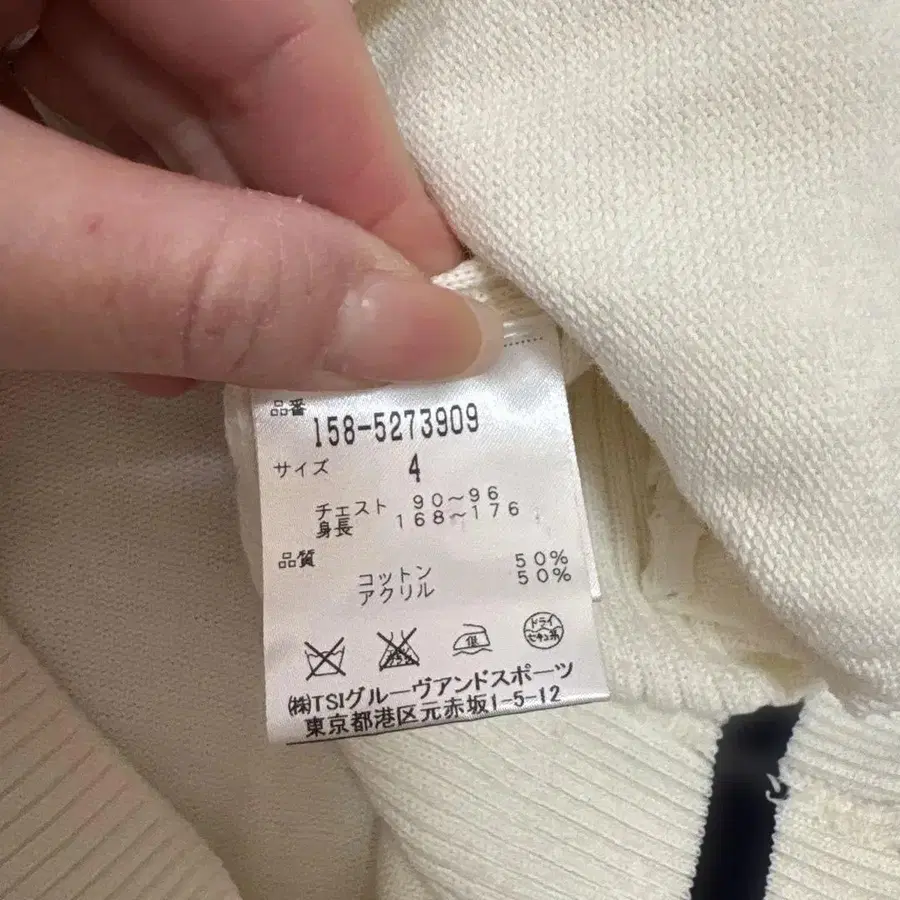 品番
158-5273909
サイズ 4
チェスト 90〜96
身長 168〜176
品質
コットン 50%
アクリル 50%
低 ドライ セキユ系
㈱TSIグルーヴアンドスポーツ
東京都港区元赤坂1-5-12